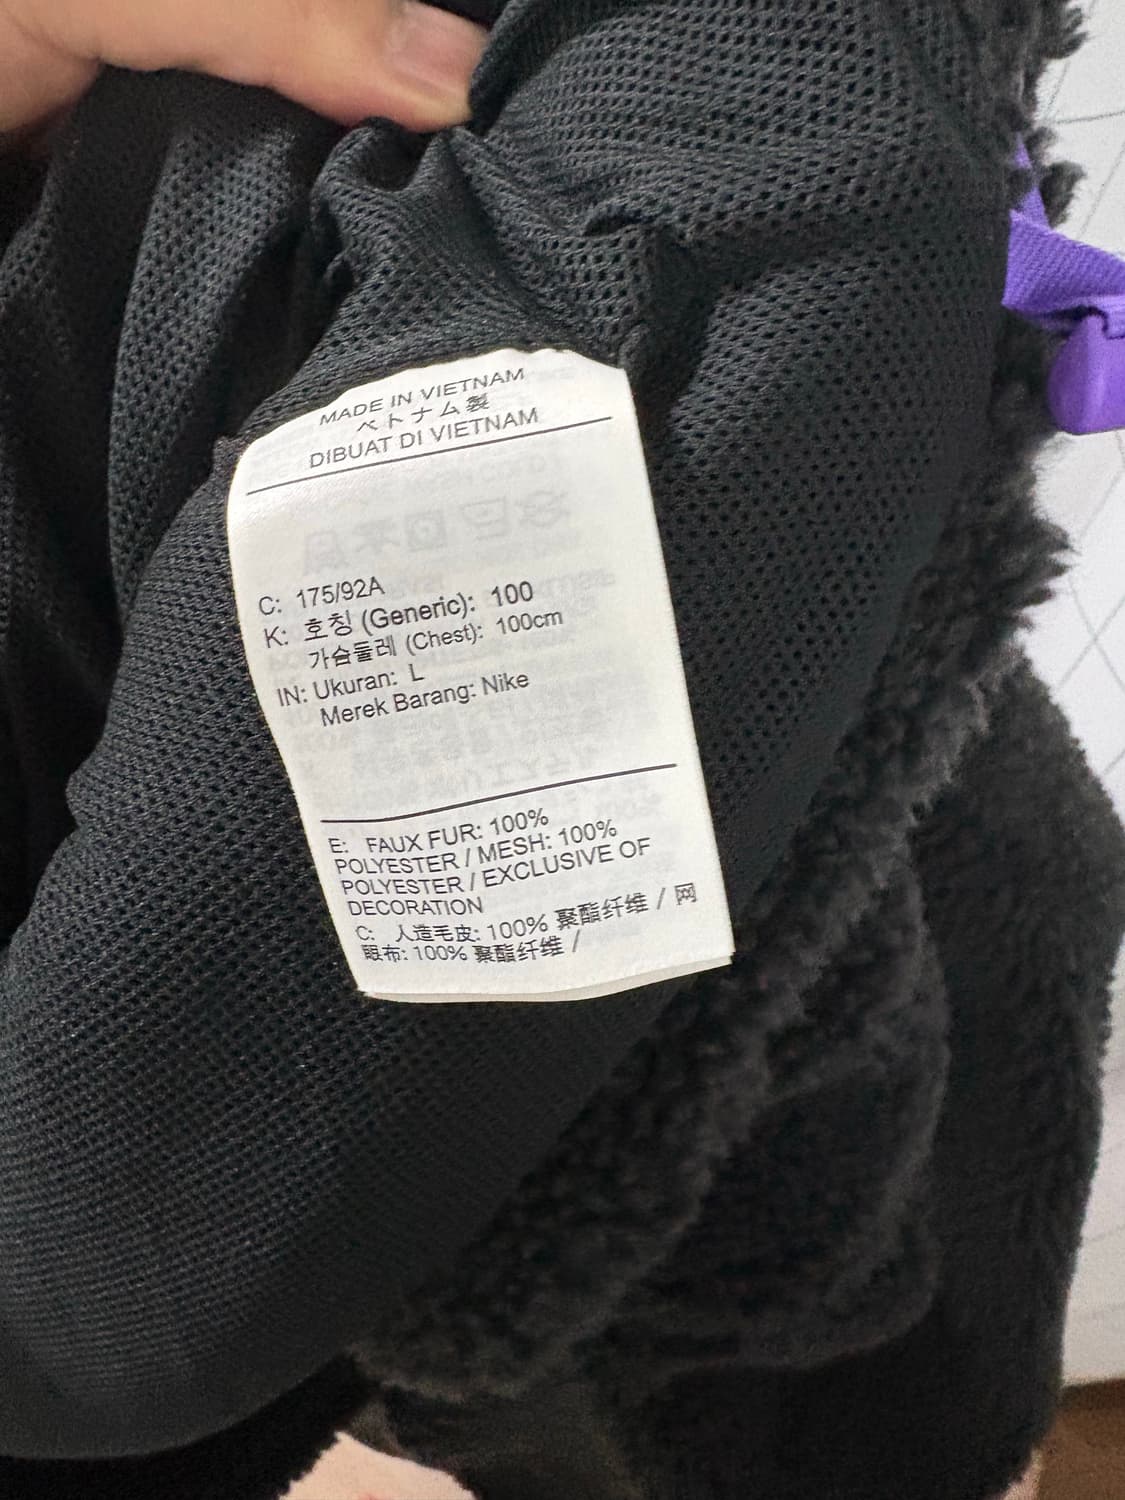 MADE IN VIETNAM
ベトナム製
DIBUAT DI VIETNAM
C: 175/92A
K: 호칭 (Generic): 100
가슴둘레 (Chest): 100cm
IN: Ukuran: L
Merek Barang: Nike
E: FAUX FUR: 100%
POLYESTER / MESH: 100%
POLYESTER / EXCLUSIVE OF
DECORATION
C: 人造毛皮: 100% 聚酯纤维 / 网
眼布: 100% 聚酯纤维 /